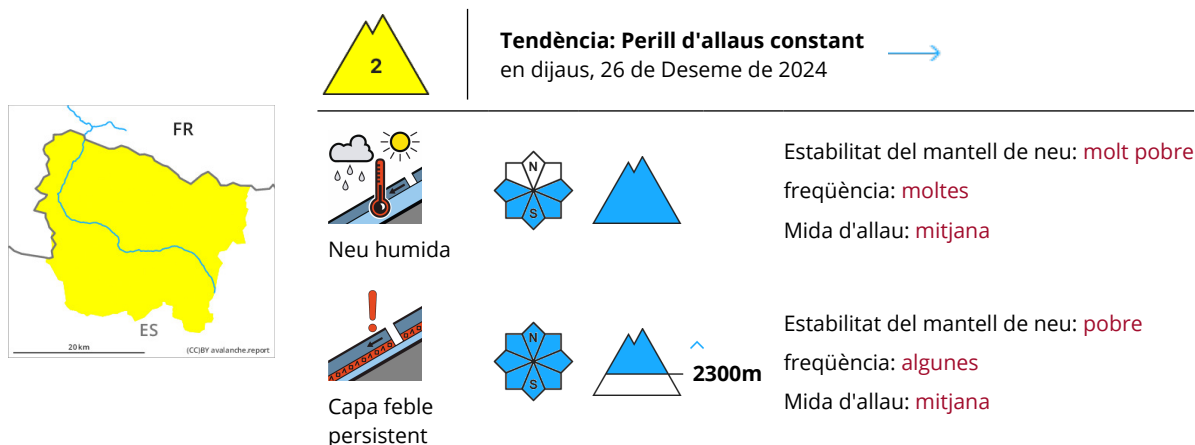 2
Tendència: Perill d'allaus constant
en dijaus, 26 de Deseme de 2024
FR
ES
20 km
(CC)BY avalanche.report
N
S
Neu humida
Estabilitat del mantell de neu: molt pobre
freqüència: moltes
Mida d'allau: mitjana
N
S
2300m
Capa feble
persistent
Estabilitat del mantell de neu: pobre
freqüència: algunes
Mida d'allau: mitjana